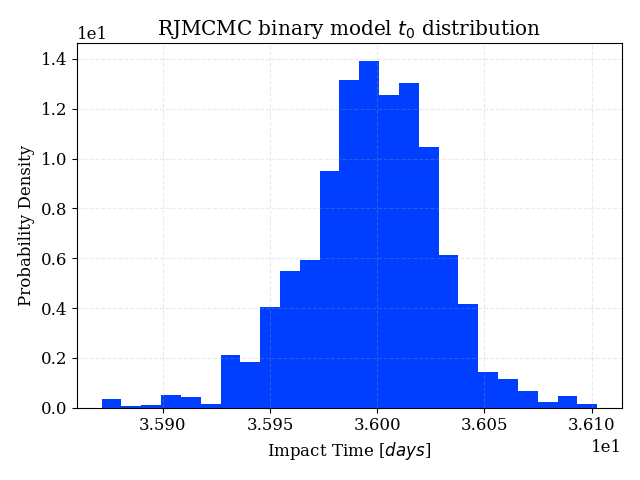 RJMCMC binary model t₀ distribution
1e1
1.4
1.2
1.0
0.8
0.6
0.4
0.2
0.0
Probability Density
3.590 3.595 3.600 3.605 3.610
1e1
Impact Time [days]